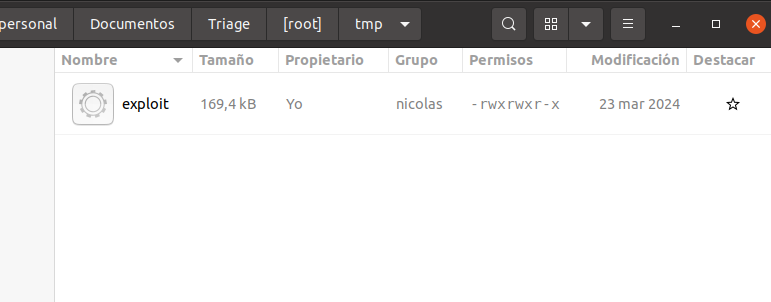 personal Documentos Triage [root] tmp
Nombre Tamaño Propietario Grupo Permisos Modificación Destacar
exploit 169,4 kB Yo nicolas -rwxrwxr-x 23 mar 2024